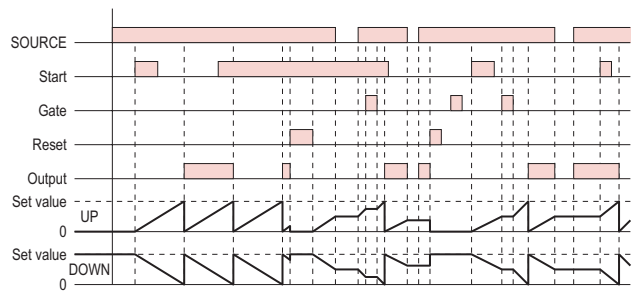 SOURCE
Start
Gate
Reset
Output
Set value
UP
0
Set value
DOWN
0